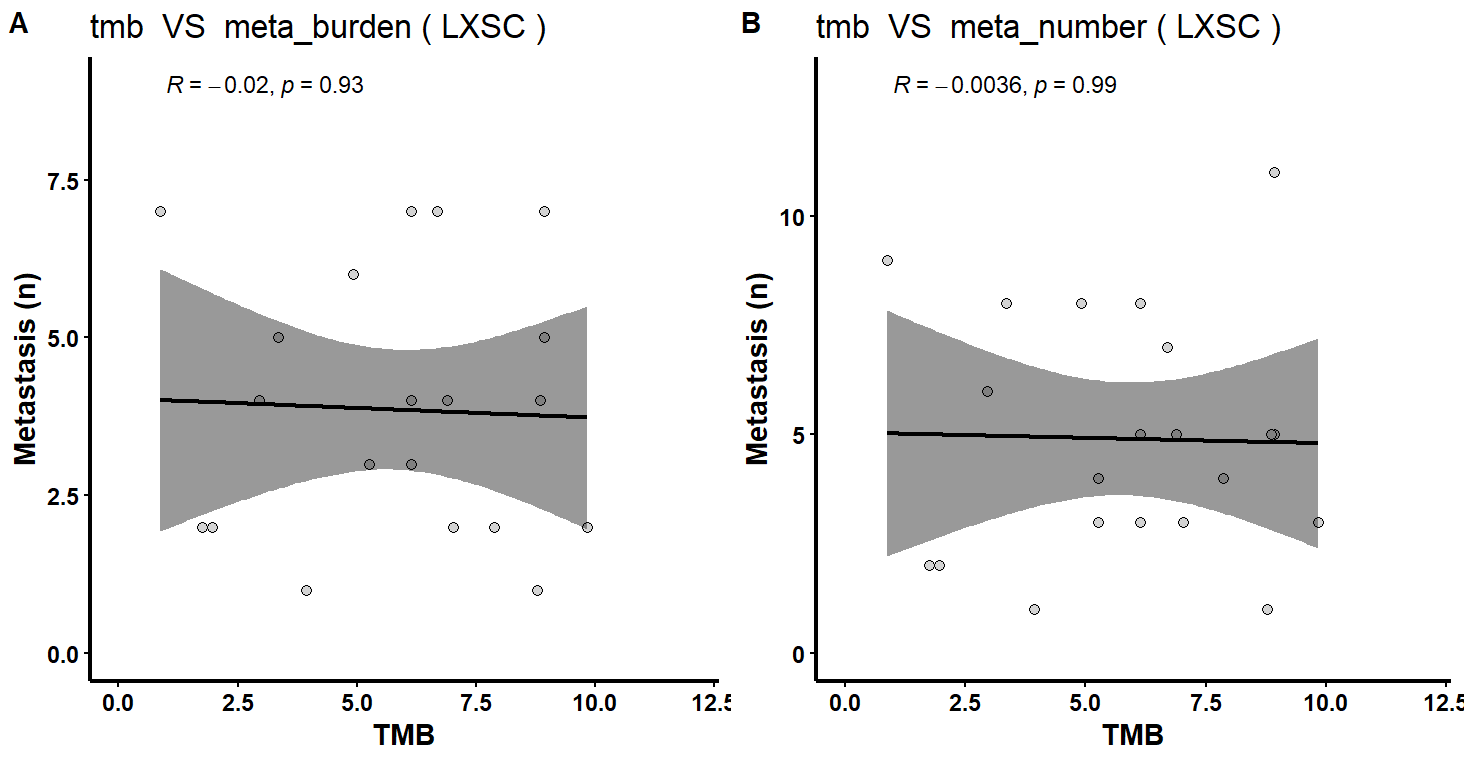 A
tmb VS meta_burden ( LXSC )
R = −0.02, p = 0.93
Metastasis (n)
7.5
5.0
2.5
0.0
0.0 2.5 5.0 7.5 10.0 12.5
TMB
B
tmb VS meta_number ( LXSC )
R = −0.0036, p = 0.99
Metastasis (n)
10
5
0
0.0 2.5 5.0 7.5 10.0 12.5
TMB